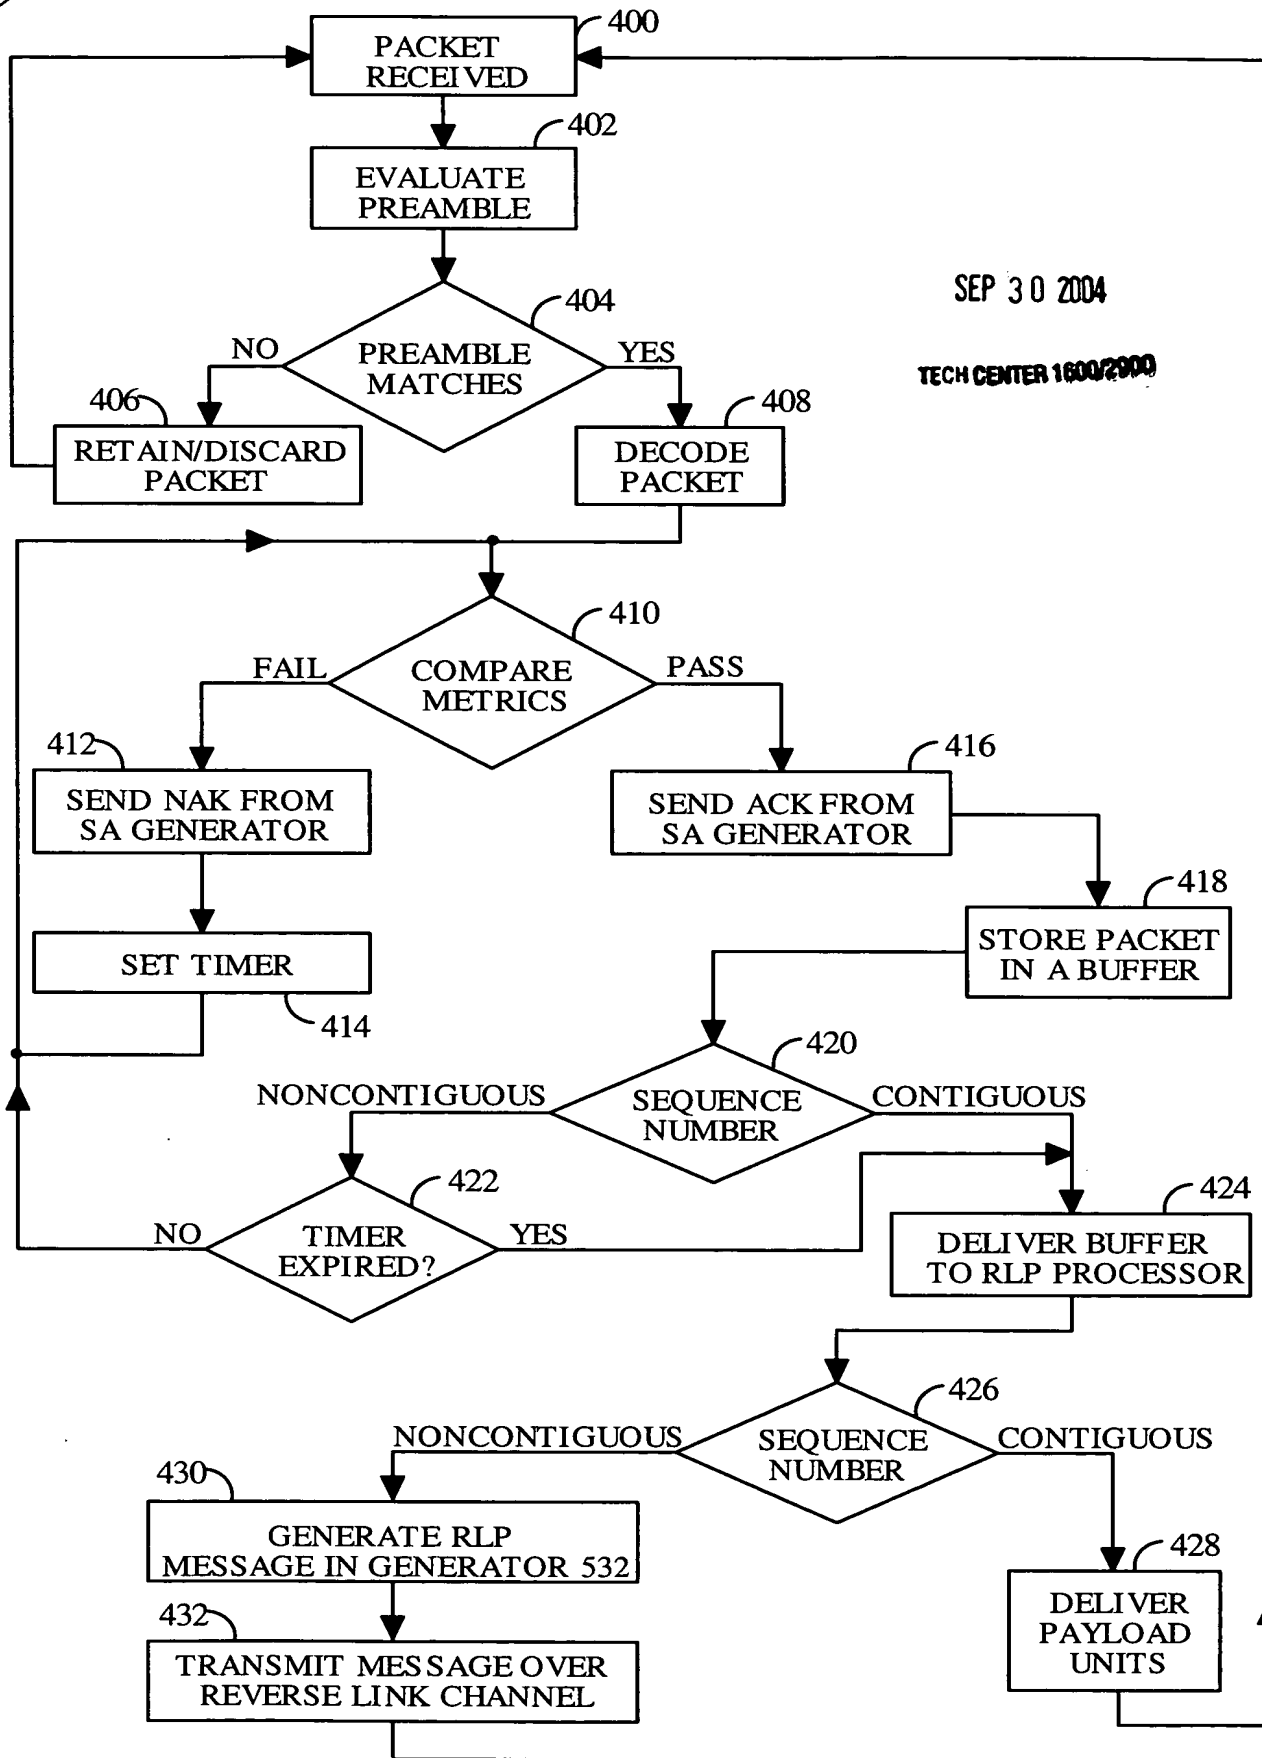 400
PACKET
RECEIVED
402
EVALUATE
PREAMBLE
SEP 30 2004
404
NO
PREAMBLE
MATCHES
YES
TECH CENTER 1600/2900
406
408
RETAIN/DISCARD
PACKET
DECODE
PACKET
410
FAIL
COMPARE
METRICS
PASS
412
416
SEND NAK FROM
SA GENERATOR
SEND ACK FROM
SA GENERATOR
418
STORE PACKET
IN A BUFFER
SET TIMER
414
420
NONCONTIGUOUS
SEQUENCE
NUMBER
CONTIGUOUS
422
424
NO
TIMER
EXPIRED?
YES
DELIVER BUFFER
TO RLP PROCESSOR
426
NONCONTIGUOUS
SEQUENCE
NUMBER
CONTIGUOUS
430
GENERATE RLP
MESSAGE IN GENERATOR 532
428
DELIVER
PAYLOAD
UNITS
432
TRANSMIT MESSAGE OVER
REVERSE LINK CHANNEL